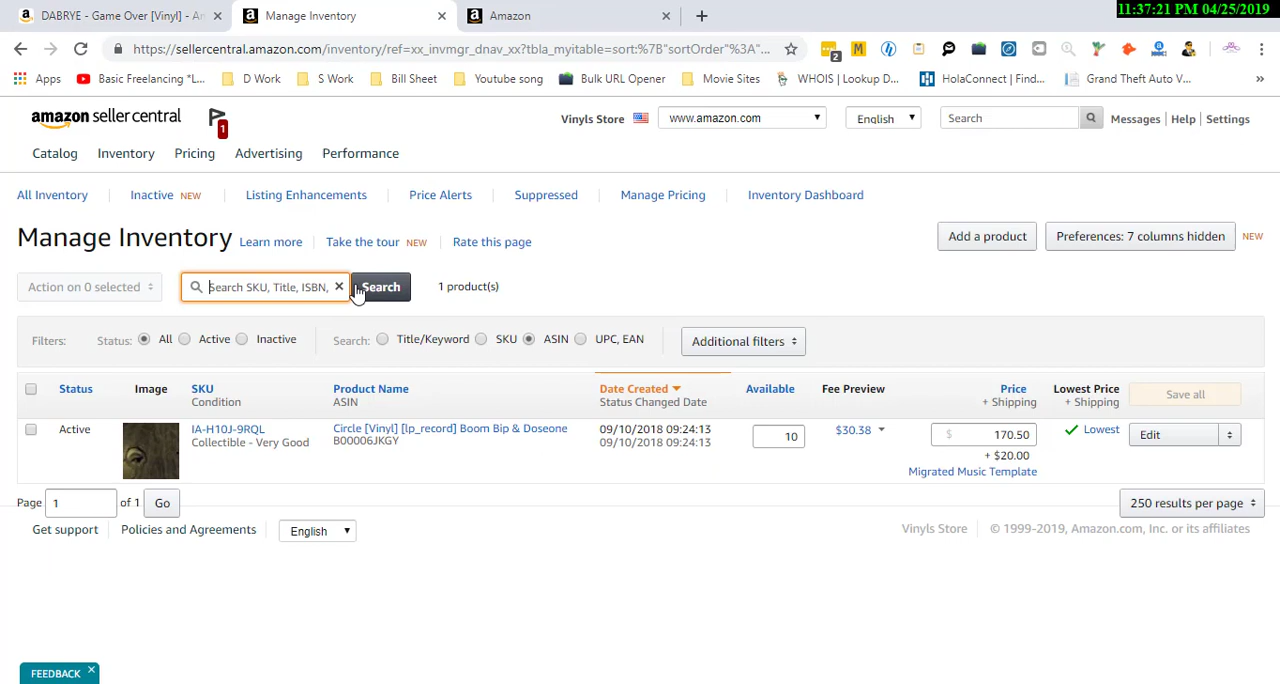 11:37:21 PM 04/25/2019
DABRYE - Game Over [Vinyl] - An
Manage Inventory
Amazon
https://sellercentral.amazon.com/inventory/ref=xx_invmgr_dnav_xx?tbla_myitable=sort:%7B"sortOrder"%3A"...
Apps
Basic Freelancing "L...
D Work
S Work
Bill Sheet
Youtube song
Bulk URL Opener
Movie Sites
WHOIS | Lookup D...
HolaConnect | Find...
Grand Theft Auto V...
»
amazon seller central
1
Vinyls Store
www.amazon.com
English
Search
Messages | Help | Settings
Catalog
Inventory
Pricing
Advertising
Performance
All Inventory
Inactive NEW
Listing Enhancements
Price Alerts
Suppressed
Manage Pricing
Inventory Dashboard
Manage Inventory
Learn more
Take the tour NEW
Rate this page
Add a product
Preferences: 7 columns hidden
NEW
Action on 0 selected
Search SKU, Title, ISBN,
Search
1 product(s)
Filters:
Status:
All
Active
Inactive
Search:
Title/Keyword
SKU
ASIN
UPC, EAN
Additional filters
Status
Image
SKU
Condition
Product Name
ASIN
Date Created
Status Changed Date
Available
Fee Preview
Price
+ Shipping
Lowest Price
+ Shipping
Save all
Active
IA-H10J-9RQL
Collectible - Very Good
Circle [Vinyl] [lp_record] Boom Bip & Doseone
B00006JKGY
09/10/2018 09:24:13
09/10/2018 09:24:13
10
$30.38
$ 170.50
+ $20.00
Migrated Music Template
Lowest
Edit
Page 1 of 1 Go
250 results per page
Get support
Policies and Agreements
English
Vinyls Store
© 1999-2019, Amazon.com, Inc. or its affiliates
FEEDBACK